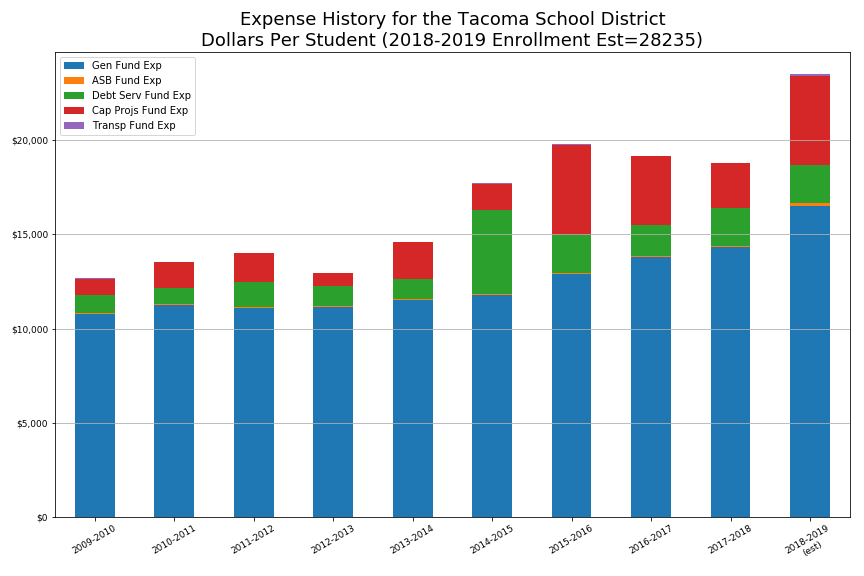 Expense History for the Tacoma School District
Dollars Per Student (2018-2019 Enrollment Est=28235)
Gen Fund Exp
ASB Fund Exp
Debt Serv Fund Exp
Cap Projs Fund Exp
Transp Fund Exp
$20,000
$15,000
$10,000
$5,000
$0
2009-2010
2010-2011
2011-2012
2012-2013
2013-2014
2014-2015
2015-2016
2016-2017
2017-2018
2018-2019
(est)